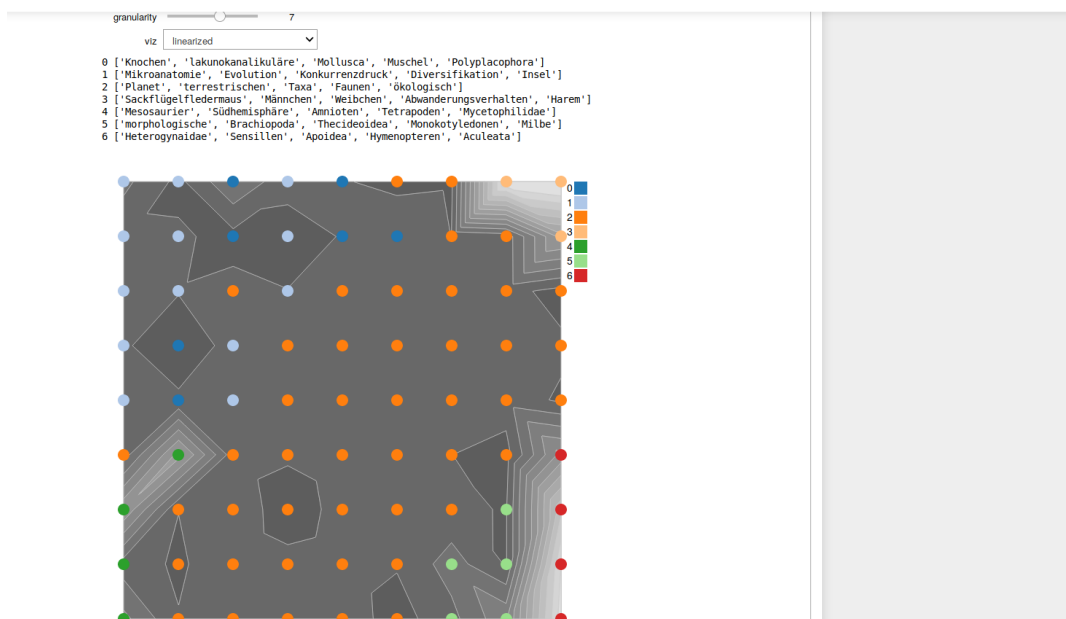 granularity 7
viz linearized
0 ['Knochen', 'lakunokanalikuläre', 'Mollusca', 'Muschel', 'Polyplacophora']
1 ['Mikroanatomie', 'Evolution', 'Konkurrenzdruck', 'Diversifikation', 'Insel']
2 ['Planet', 'terrestrischen', 'Taxa', 'Faunen', 'ökologisch']
3 ['Sackflügelfledermaus', 'Männchen', 'Weibchen', 'Abwanderungsverhalten', 'Harem']
4 ['Mesosaurier', 'Südhemisphäre', 'Amnioten', 'Tetrapoden', 'Mycetophilidae']
5 ['morphologische', 'Brachiopoda', 'Thecideoidea', 'Monokotyledonen', 'Milbe']
6 ['Heterogynaidae', 'Sensillen', 'Apoidea', 'Hymenopteren', 'Aculeata']
0
1
2
3
4
5
6